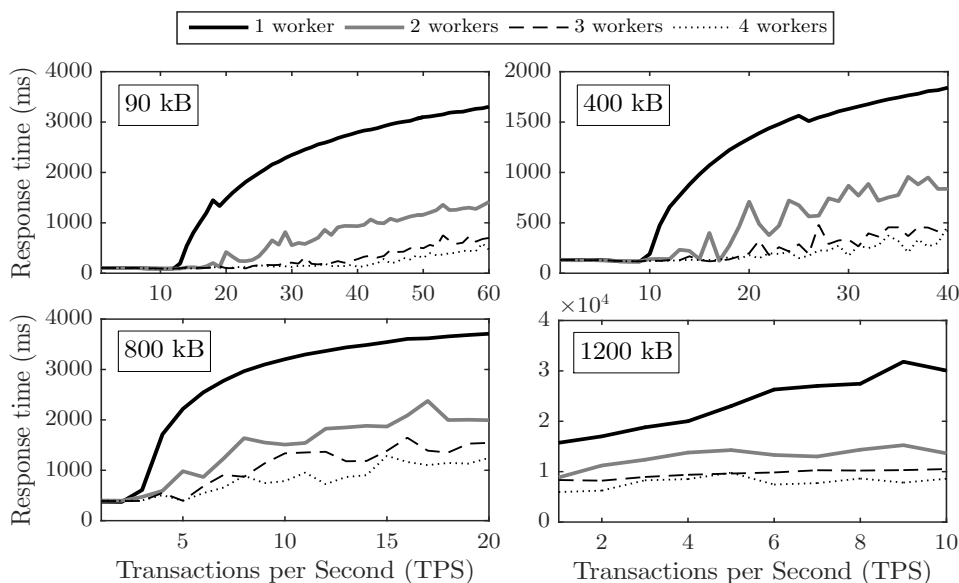 1 worker 2 workers 3 workers 4 workers
Response time (ms)
4000
3000
2000
1000
0
90 kB
10 20 30 40 50 60
2000
1500
1000
500
0
400 kB
10 20 30 40
Response time (ms)
4000
3000
2000
1000
0
800 kB
5 10 15 20
Transactions per Second (TPS)
×10⁴
4
3
2
1
0
1200 kB
2 4 6 8 10
Transactions per Second (TPS)